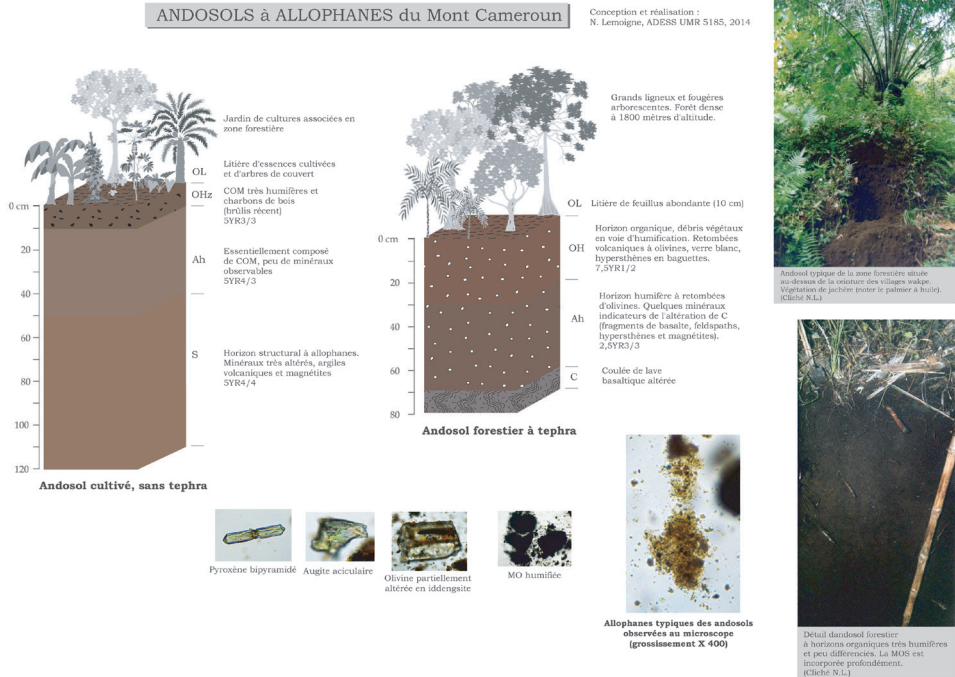 ANDOSOLS à ALLOPHANES du Mont Cameroun
Conception et réalisation :
N. Lemoigne, ADESS UMR 5185, 2014
Jardin de cultures associées en
zone forestière
OL
Litière d'essences cultivées
et d'arbres de couvert
OHz
COM très humifères et
charbons de bois
(brûlis récent)
5YR3/3
Ah
Essentiellement composé
de COM, peu de minéraux
observables
5YR4/3
S
Horizon structural à allophanes.
Minéraux très altérés, argiles
volcaniques et magnétites
5YR4/4
0 cm
20
40
60
80
100
120
Andosol cultivé, sans tephra
Grands ligneux et fougères
arborescentes. Forêt dense
à 1800 mètres d'altitude.
OL
Litière de feuillus abondante (10 cm)
OH
Horizon organique, débris végétaux
en voie d'humification. Retombées
volcaniques à olivines, verre blanc,
hypersthènes en baguettes.
7,5YR1/2
Ah
Horizon humifère à retombées
d'olivines. Quelques minéraux
indicateurs de l'altération de C
(fragments de basalte, feldspaths,
hypersthènes et magnétites).
2,5YR3/3
C
Coulée de lave
basaltique altérée
0 cm
20
40
60
80
Andosol forestier à tephra
Andosol typique de la zone forestière située
au-dessus de la ceinture des villages wakpe.
Végétation de jachère (noter le palmier à huile).
(Cliché N.L.)
Pyroxène bipyramidé
Augite aciculaire
Olivine partiellement
altérée en iddengsite
MO humifiée
Allophanes typiques des andosols
observées au microscope
(grossissement X 400)
Détail dandosol forestier
à horizons organiques très humifères
et peu différenciés. La MOS est
incorporée profondément.
(Cliché N.L.)